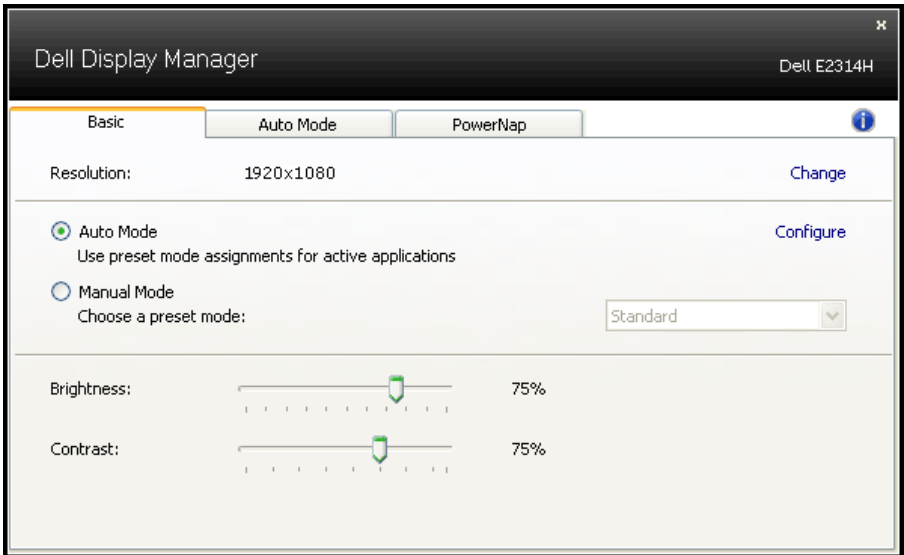 Dell Display Manager
Dell E2314H
Basic
Auto Mode
PowerNap
Resolution:
1920x1080
Change
Auto Mode
Configure
Use preset mode assignments for active applications
Manual Mode
Choose a preset mode:
Standard
Brightness:
75%
Contrast:
75%